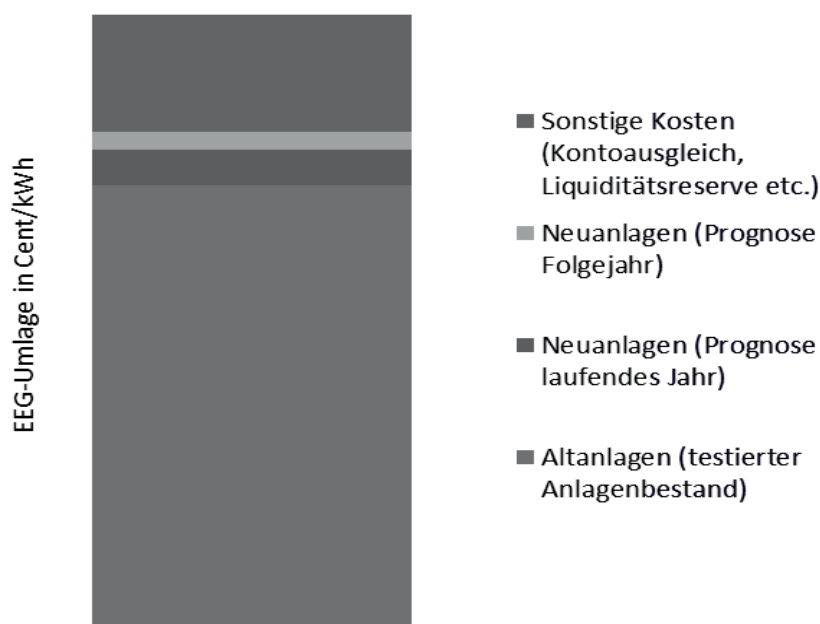 EEG-Umlage in Cent/kWh
Sonstige Kosten
(Kontoausgleich,
Liquiditätsreserve etc.)
Neuanlagen (Prognose
Folgejahr)
Neuanlagen (Prognose
laufendes Jahr)
Altanlagen (testierter
Anlagenbestand)